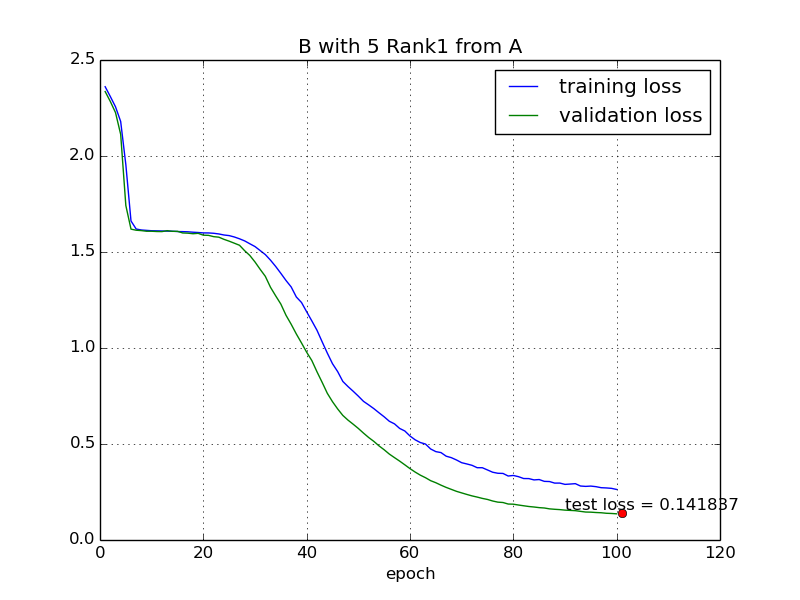 B with 5 Rank1 from A
2.5
2.0
1.5
1.0
0.5
0.0
training loss
validation loss
test loss = 0.141837
0 20 40 60 80 100 120
epoch